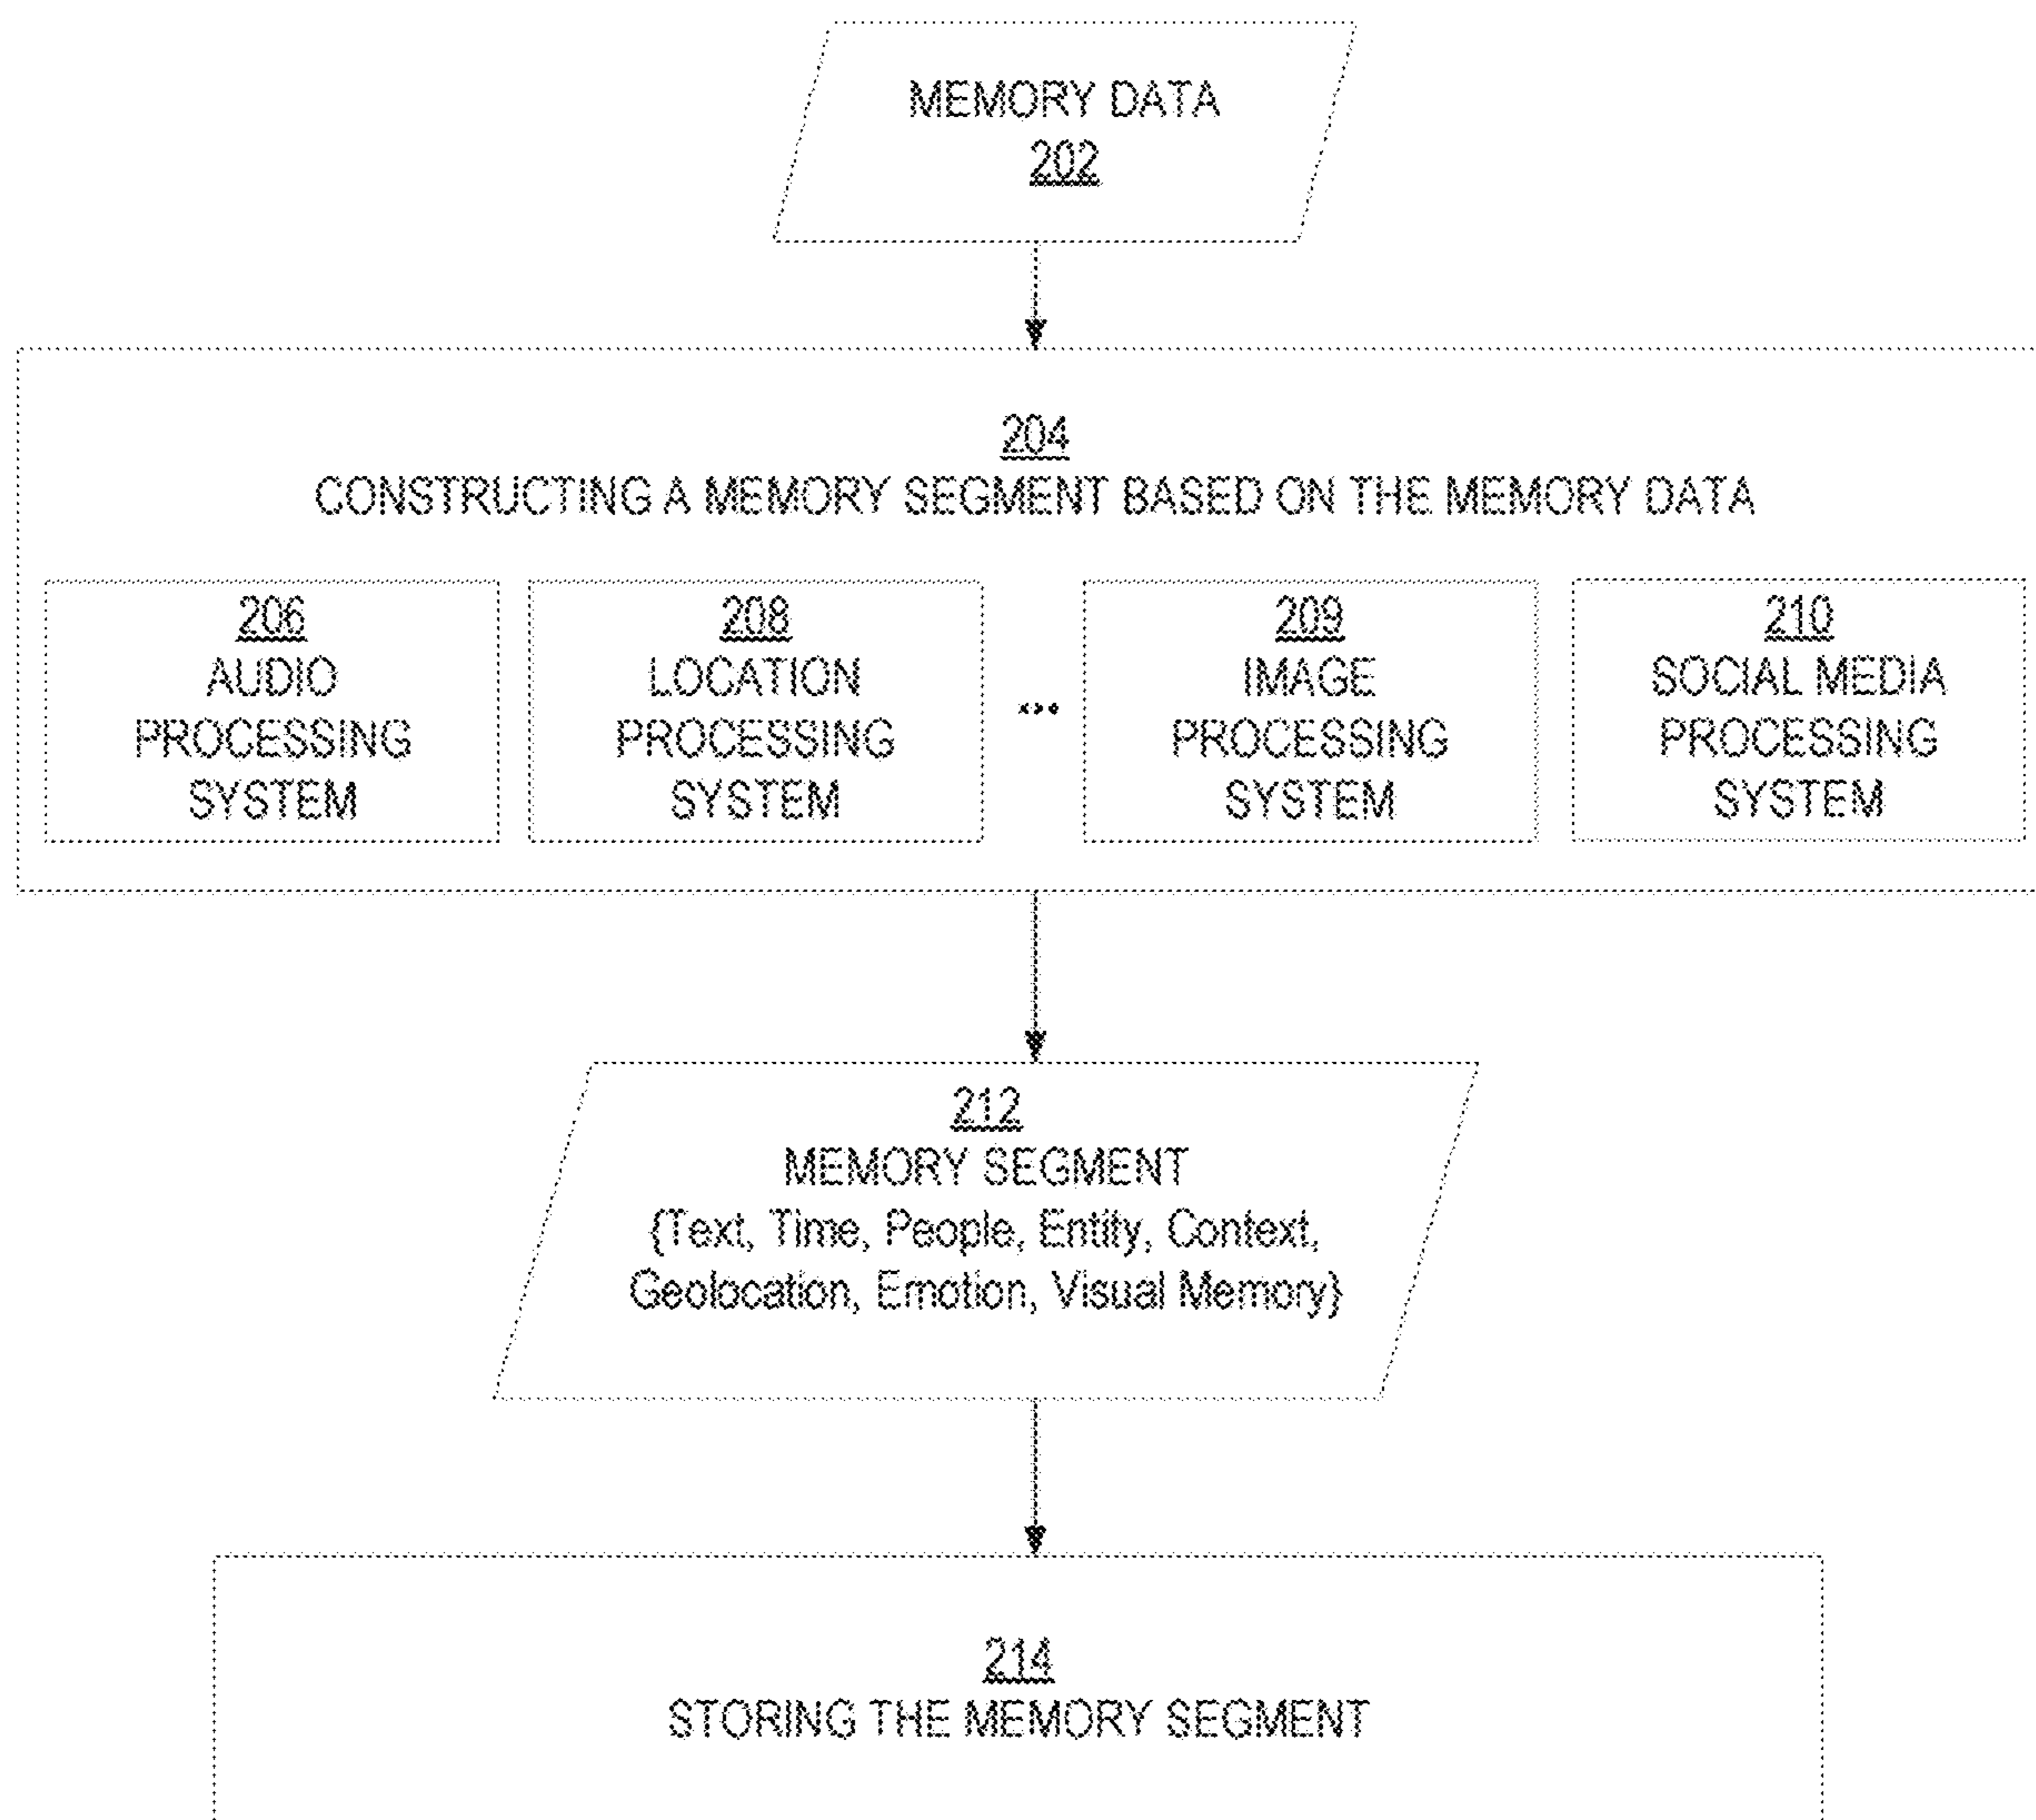 MEMORY DATA
202
204
CONSTRUCTING A MEMORY SEGMENT BASED ON THE MEMORY DATA
206
AUDIO
PROCESSING
SYSTEM
208
LOCATION
PROCESSING
SYSTEM
...
209
IMAGE
PROCESSING
SYSTEM
210
SOCIAL MEDIA
PROCESSING
SYSTEM
212
MEMORY SEGMENT
{Text, Time, People, Entity, Context,
Geolocation, Emotion, Visual Memory}
214
STORING THE MEMORY SEGMENT